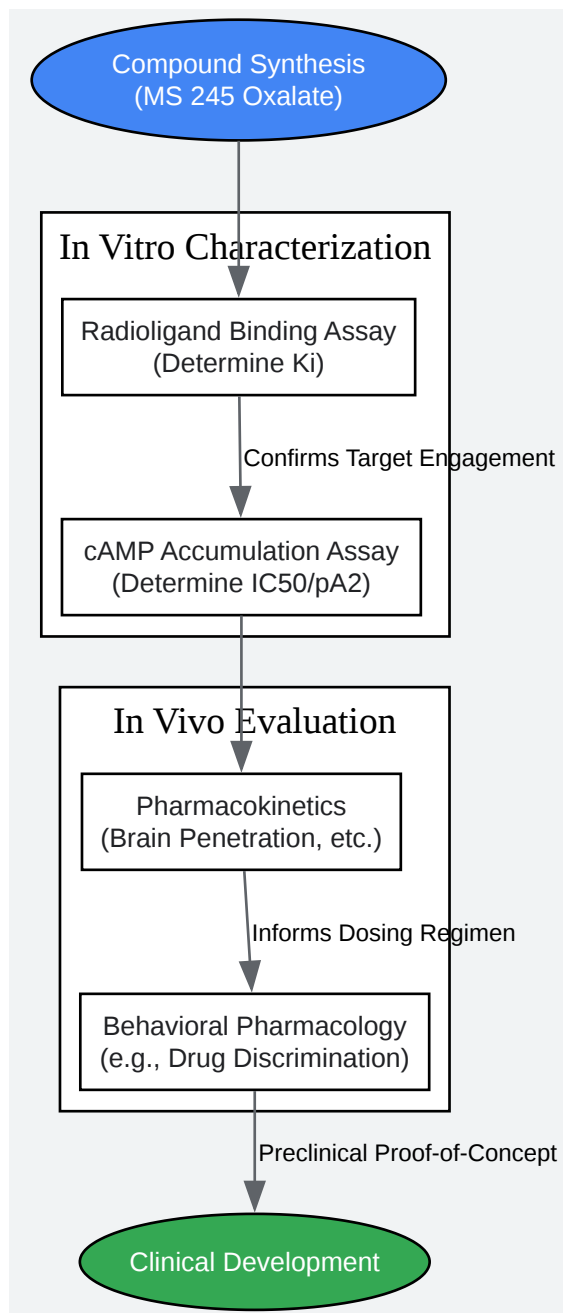 Compound Synthesis
(MS 245 Oxalate)
In Vitro Characterization
Radioligand Binding Assay
(Determine Ki)
Confirms Target Engagement
cAMP Accumulation Assay
(Determine IC50/pA2)
In Vivo Evaluation
Pharmacokinetics
(Brain Penetration, etc.)
Informs Dosing Regimen
Behavioral Pharmacology
(e.g., Drug Discrimination)
Preclinical Proof-of-Concept
Clinical Development